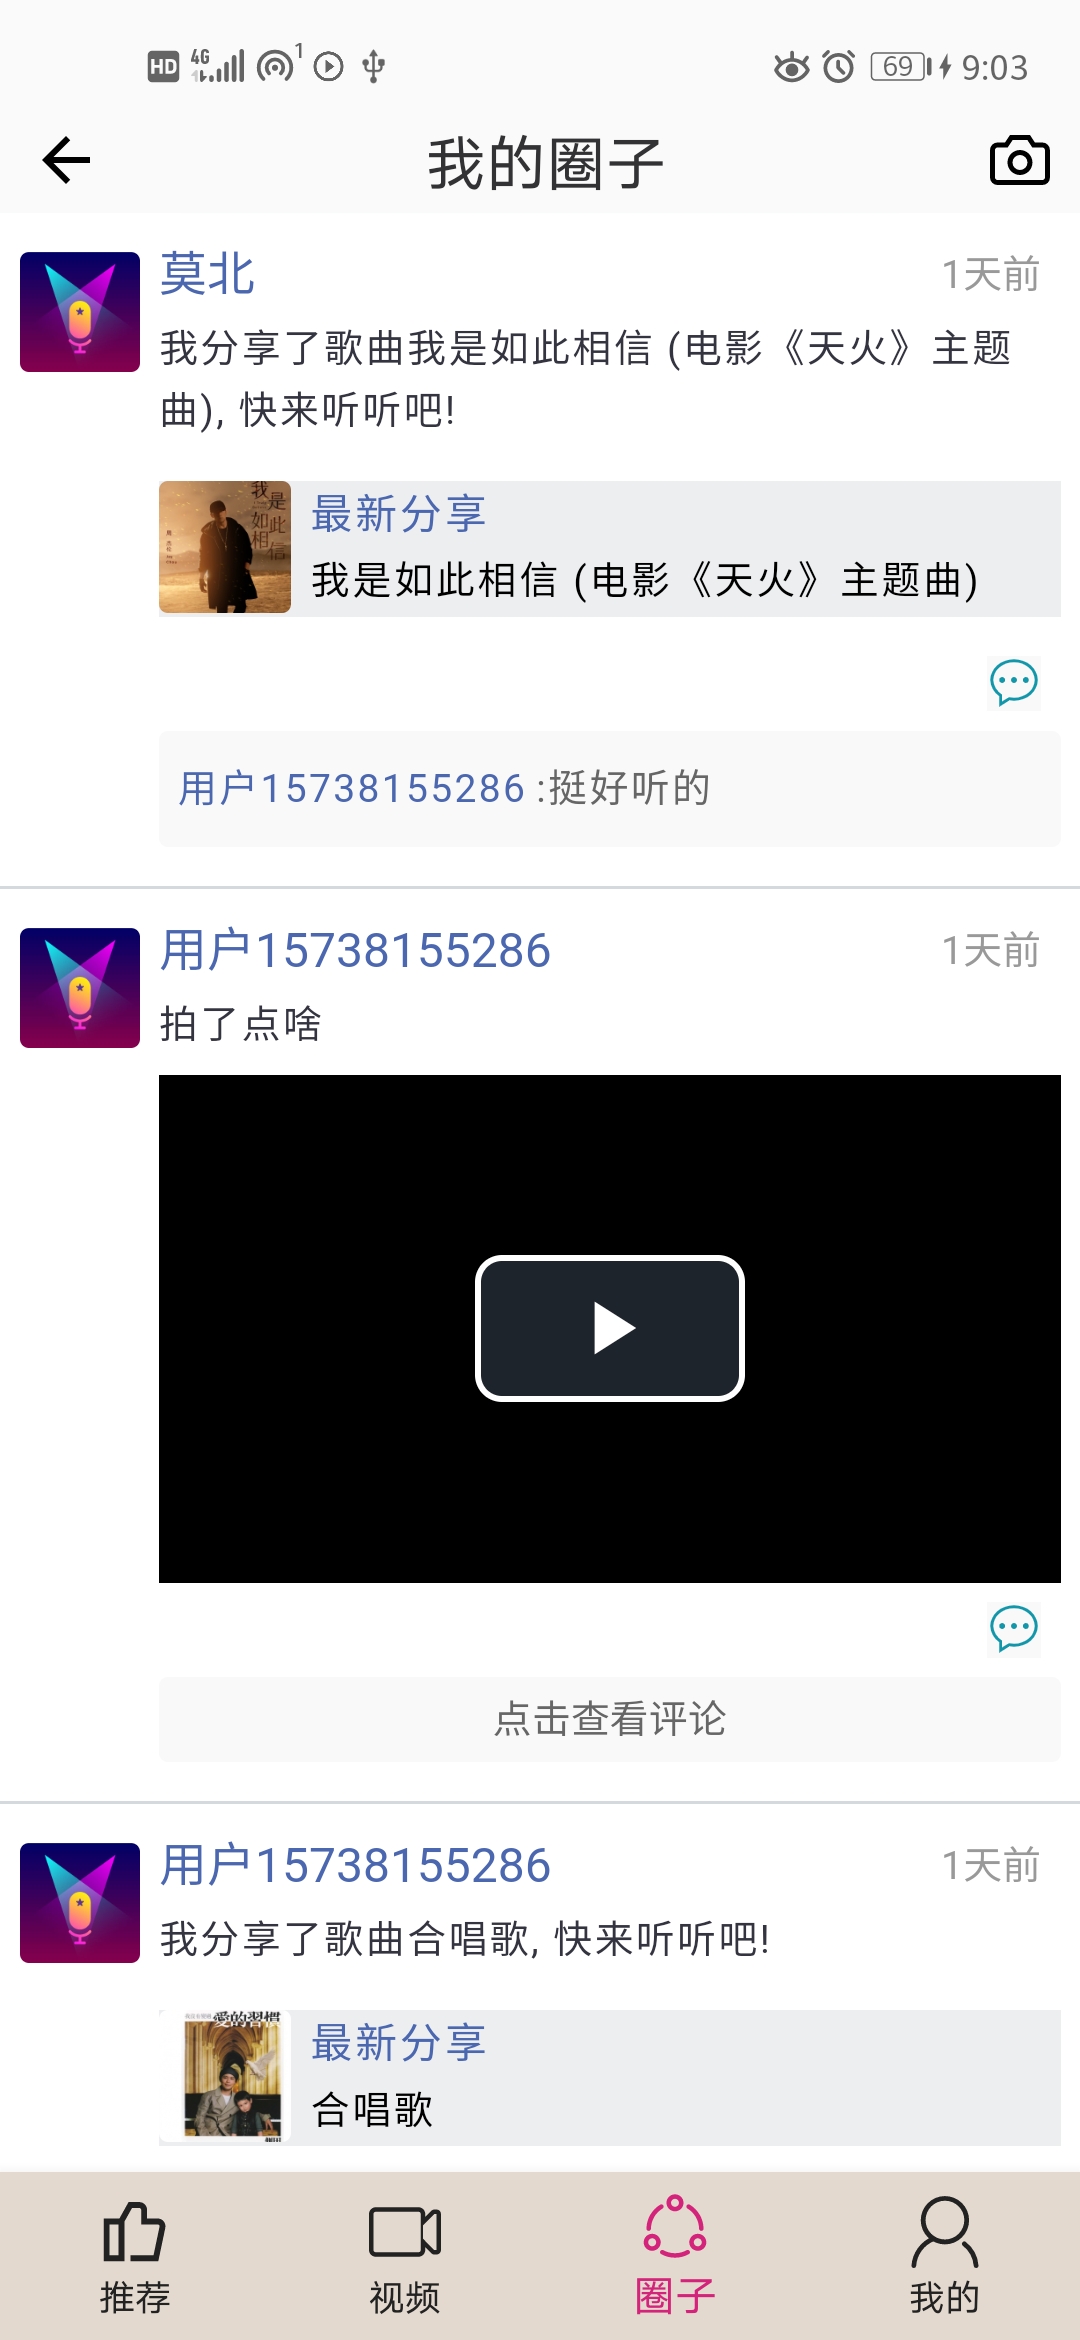 HD 4G 1 69 9:03
我的圈子
莫北 1天前
我分享了歌曲我是如此相信 (电影《天火》主题
曲), 快来听听吧!
我是如此相信
最新分享
我是如此相信 (电影《天火》主题曲)
用户15738155286 :挺好听的
用户15738155286 1天前
拍了点啥
点击查看评论
用户15738155286 1天前
我分享了歌曲合唱歌, 快来听听吧!
愛的習慣
最新分享
合唱歌
推荐 视频 圈子 我的